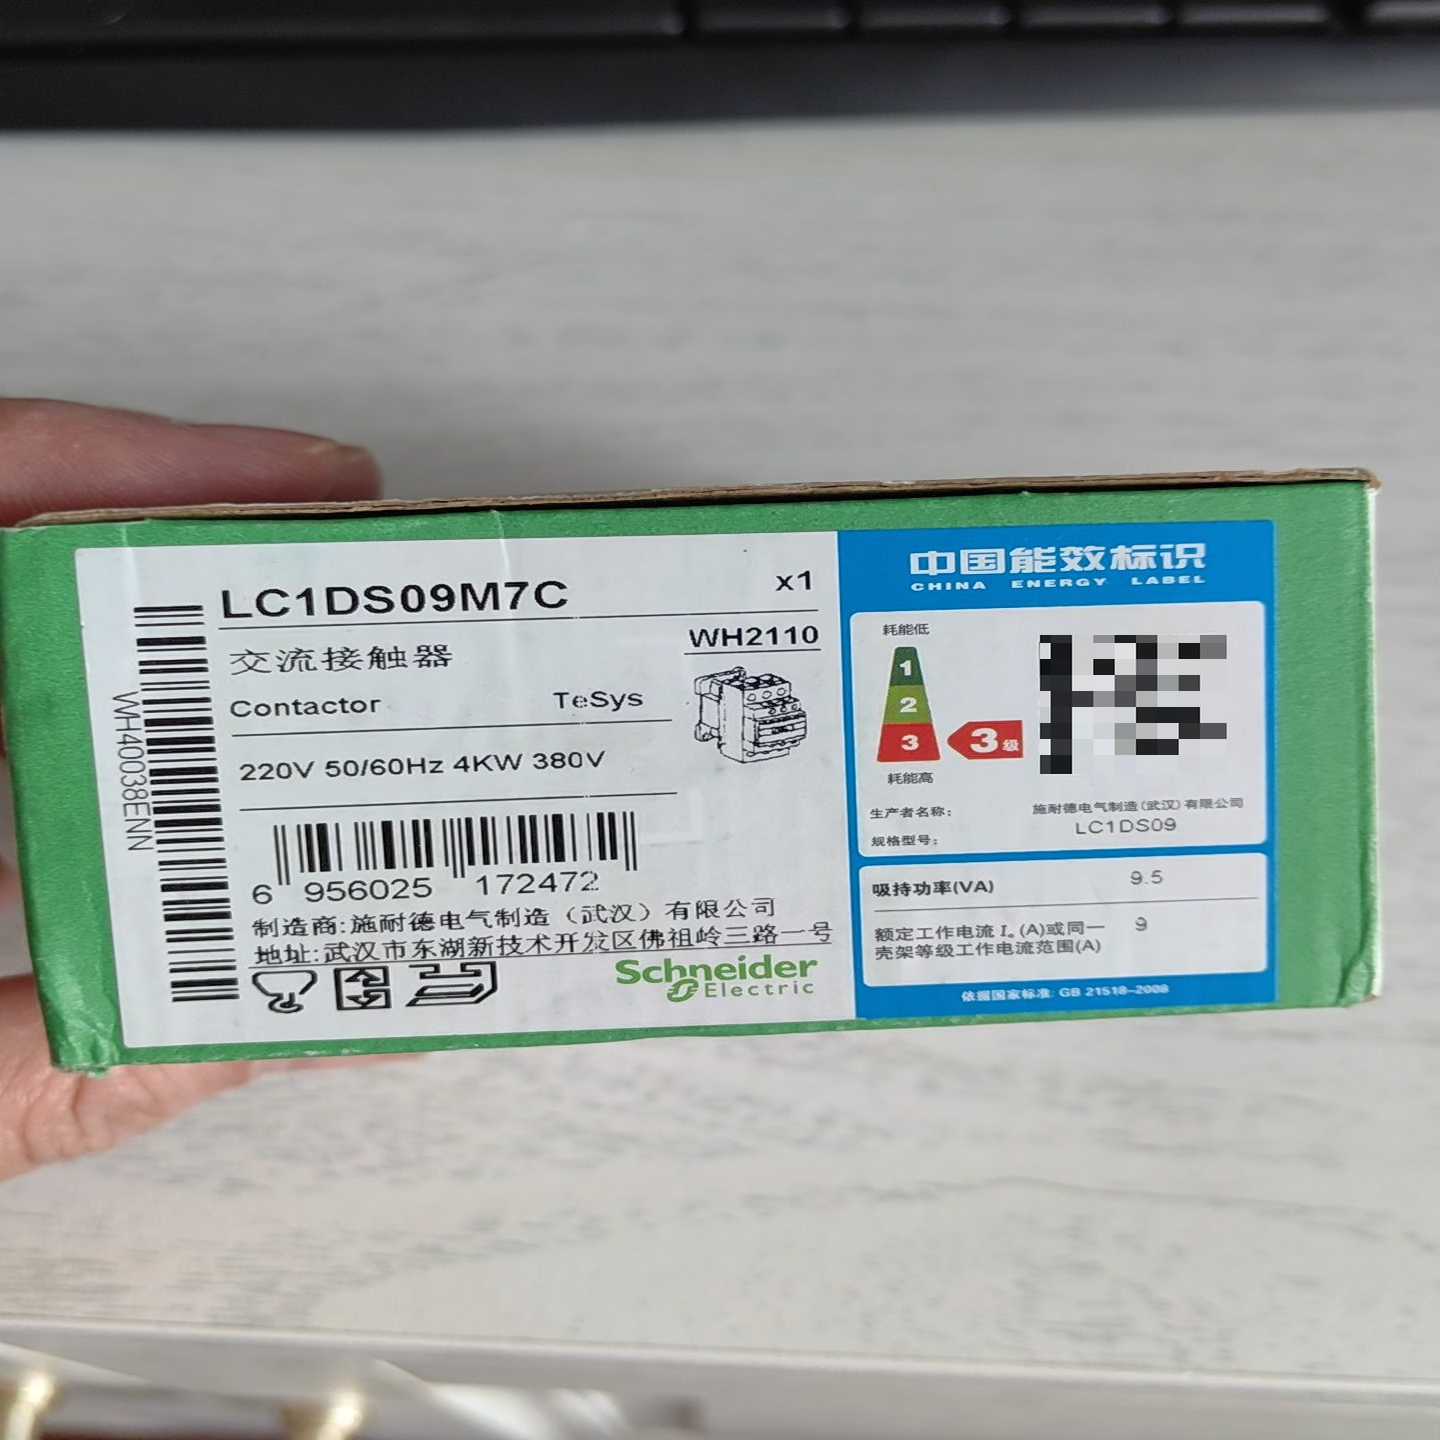 LC1DS09M7C
x1
交流接触器
WH2110
Contactor
TeSys
220V 50/60Hz 4KW 380V
WH40038ENN
6 956025 172472
制造商:施耐德电气制造（武汉）有限公司
地址:武汉市东湖新技术开发区佛祖岭三路一号
Schneider
Electric
中国能效标识
CHINA ENERGY LABEL
耗能低
1
2
3
3级
耗能高
生产者名称： 施耐德电气制造(武汉)有限公司
规格型号： LC1DS09
吸持功率(VA) 9.5
额定工作电流 Iₑ(A)或同一 9
壳架等级工作电流范围(A)
依据国家标准: GB 21518-2008